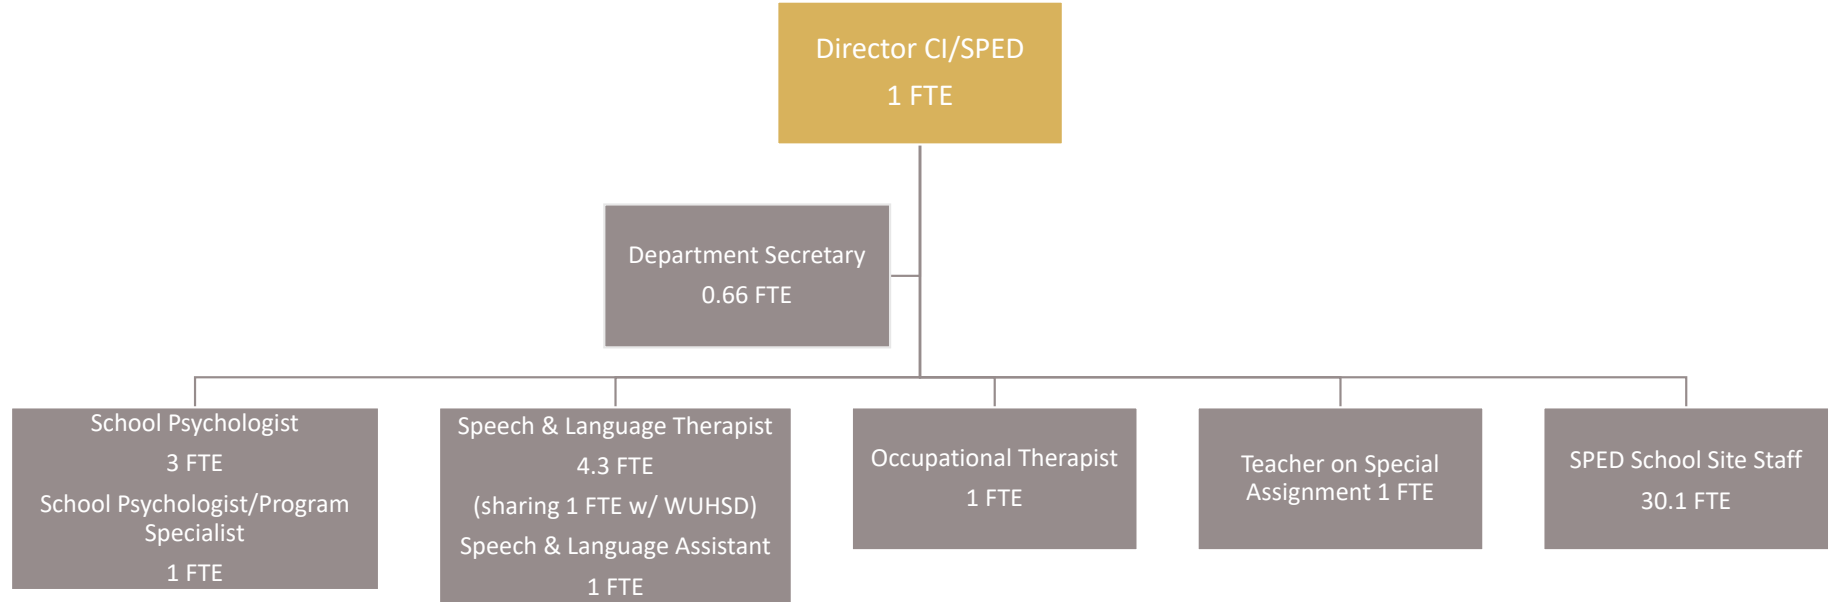 Director CI/SPED
1 FTE
Department Secretary
0.66 FTE
School Psychologist
3 FTE
School Psychologist/Program
Specialist
1 FTE
Speech & Language Therapist
4.3 FTE
(sharing 1 FTE w/ WUHSD)
Speech & Language Assistant
1 FTE
Occupational Therapist
1 FTE
Teacher on Special
Assignment 1 FTE
SPED School Site Staff
30.1 FTE